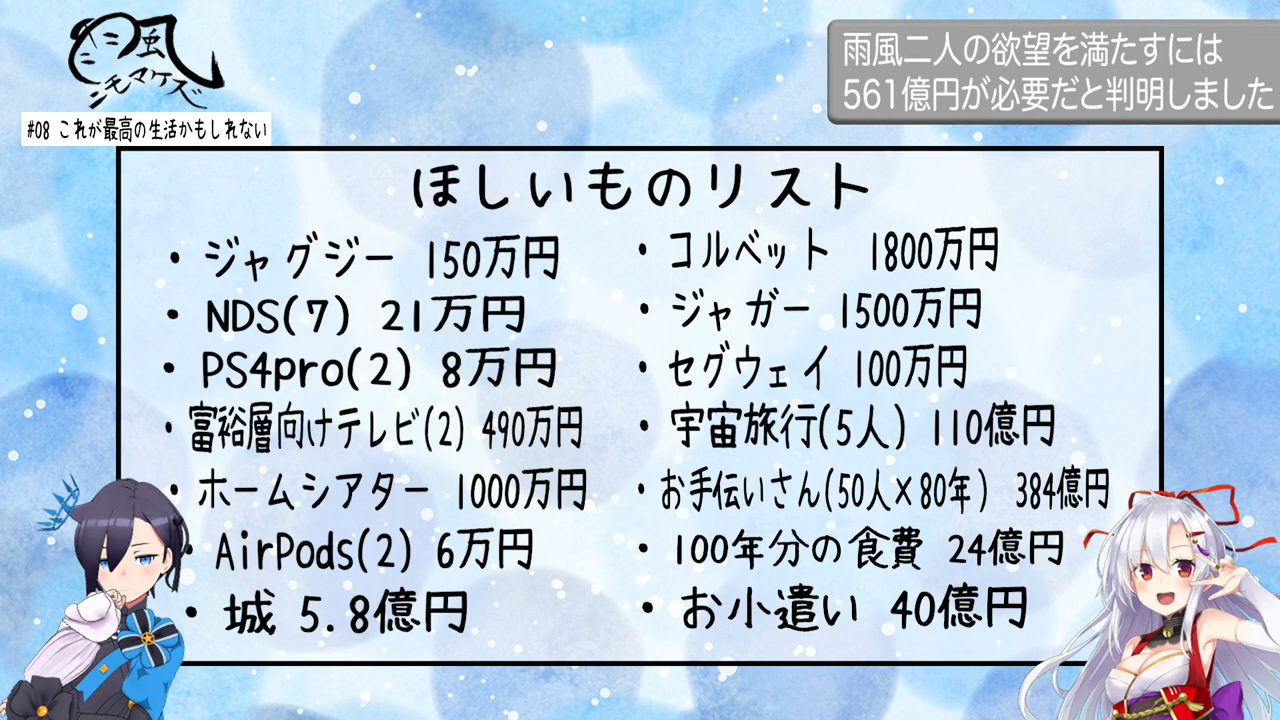 風ニモマケズ
#08 これが最高の生活かもしれない
雨風二人の欲望を満たすには
561億円が必要だと判明しました
ほしいものリスト
・ジャグジー 150万円
・NDS(7) 21万円
・PS4pro(2) 8万円
・富裕層向けテレビ(2) 490万円
・ホームシアター 1000万円
・AirPods(2) 6万円
・城 5.8億円
・コルベット 1800万円
・ジャガー 1500万円
・セグウェイ 100万円
・宇宙旅行(5人) 110億円
・お手伝いさん(50人×80年) 384億円
・100年分の食費 24億円
・お小遣い 40億円